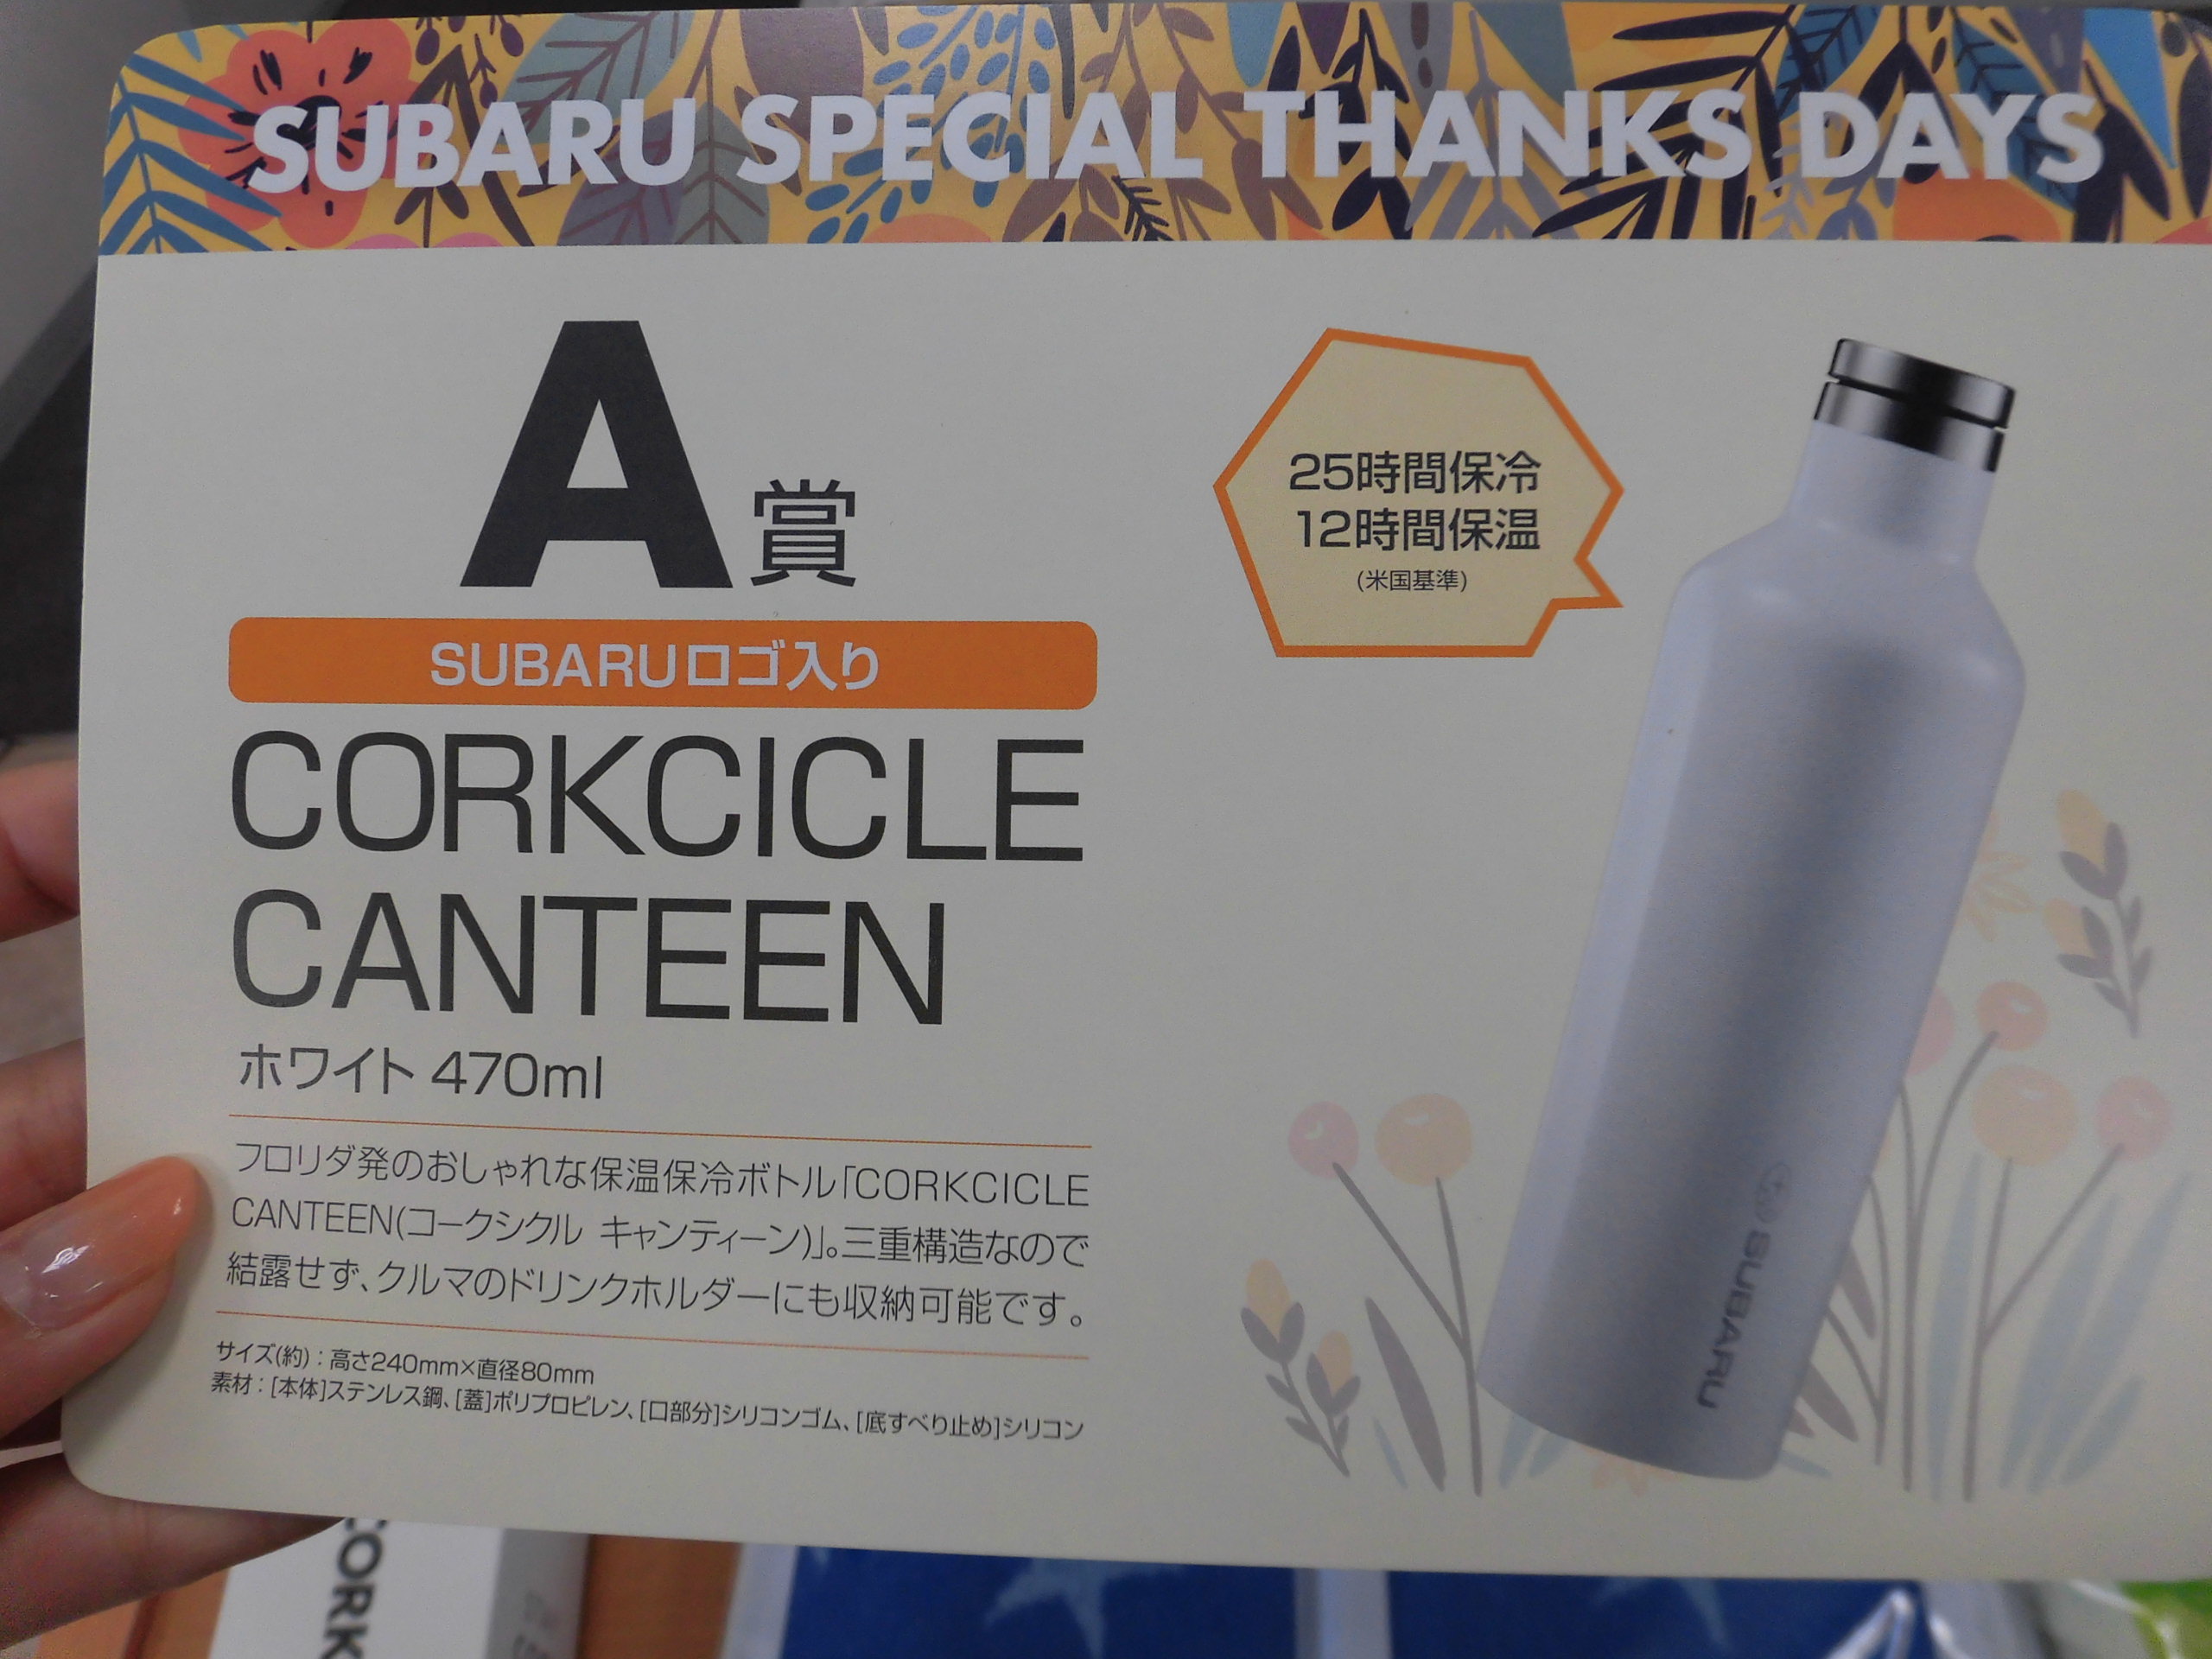 SUBARU SPECIAL THANKS DAYS
A賞
SUBARUロゴ入り
CORKCICLE
CANTEEN
ホワイト 470ml
フロリダ発のおしゃれな保温保冷ボトル「CORKCICLE
CANTEEN(コークシクル キャンティーン)」。三重構造なので
結露せず、クルマのドリンクホルダーにも収納可能です。
サイズ(約):高さ240mm×直径80mm
素材:[本体]ステンレス鋼、[蓋]ポリプロピレン、[口部分]シリコンゴム、[底すべり止め]シリコン
25時間保冷
12時間保温
(米国基準)
SUBARU
CORK